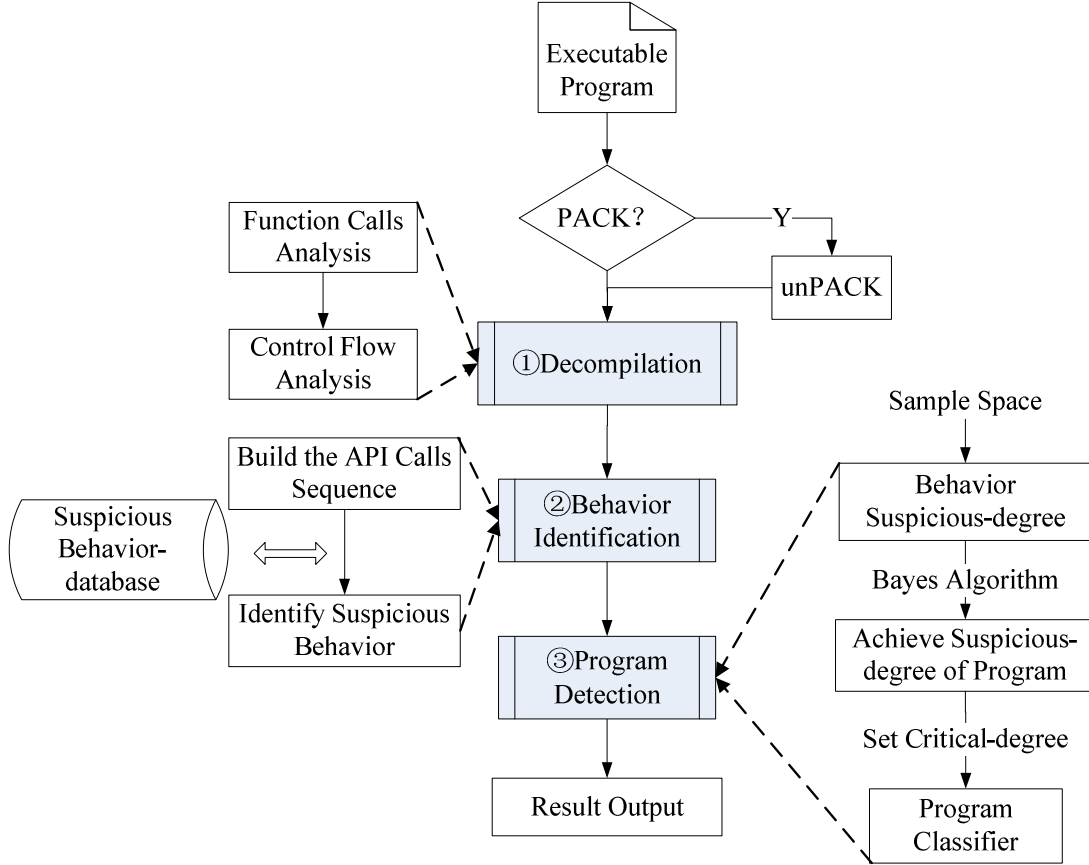 Executable
Program
PACK?
Y
unPACK
Function Calls
Analysis
Control Flow
Analysis
①Decompilation
Build the API Calls
Sequence
Suspicious
Behavior-
database
Identify Suspicious
Behavior
②Behavior
Identification
③Program
Detection
Result Output
Sample Space
Behavior
Suspicious-degree
Bayes Algorithm
Achieve Suspicious-
degree of Program
Set Critical-degree
Program
Classifier